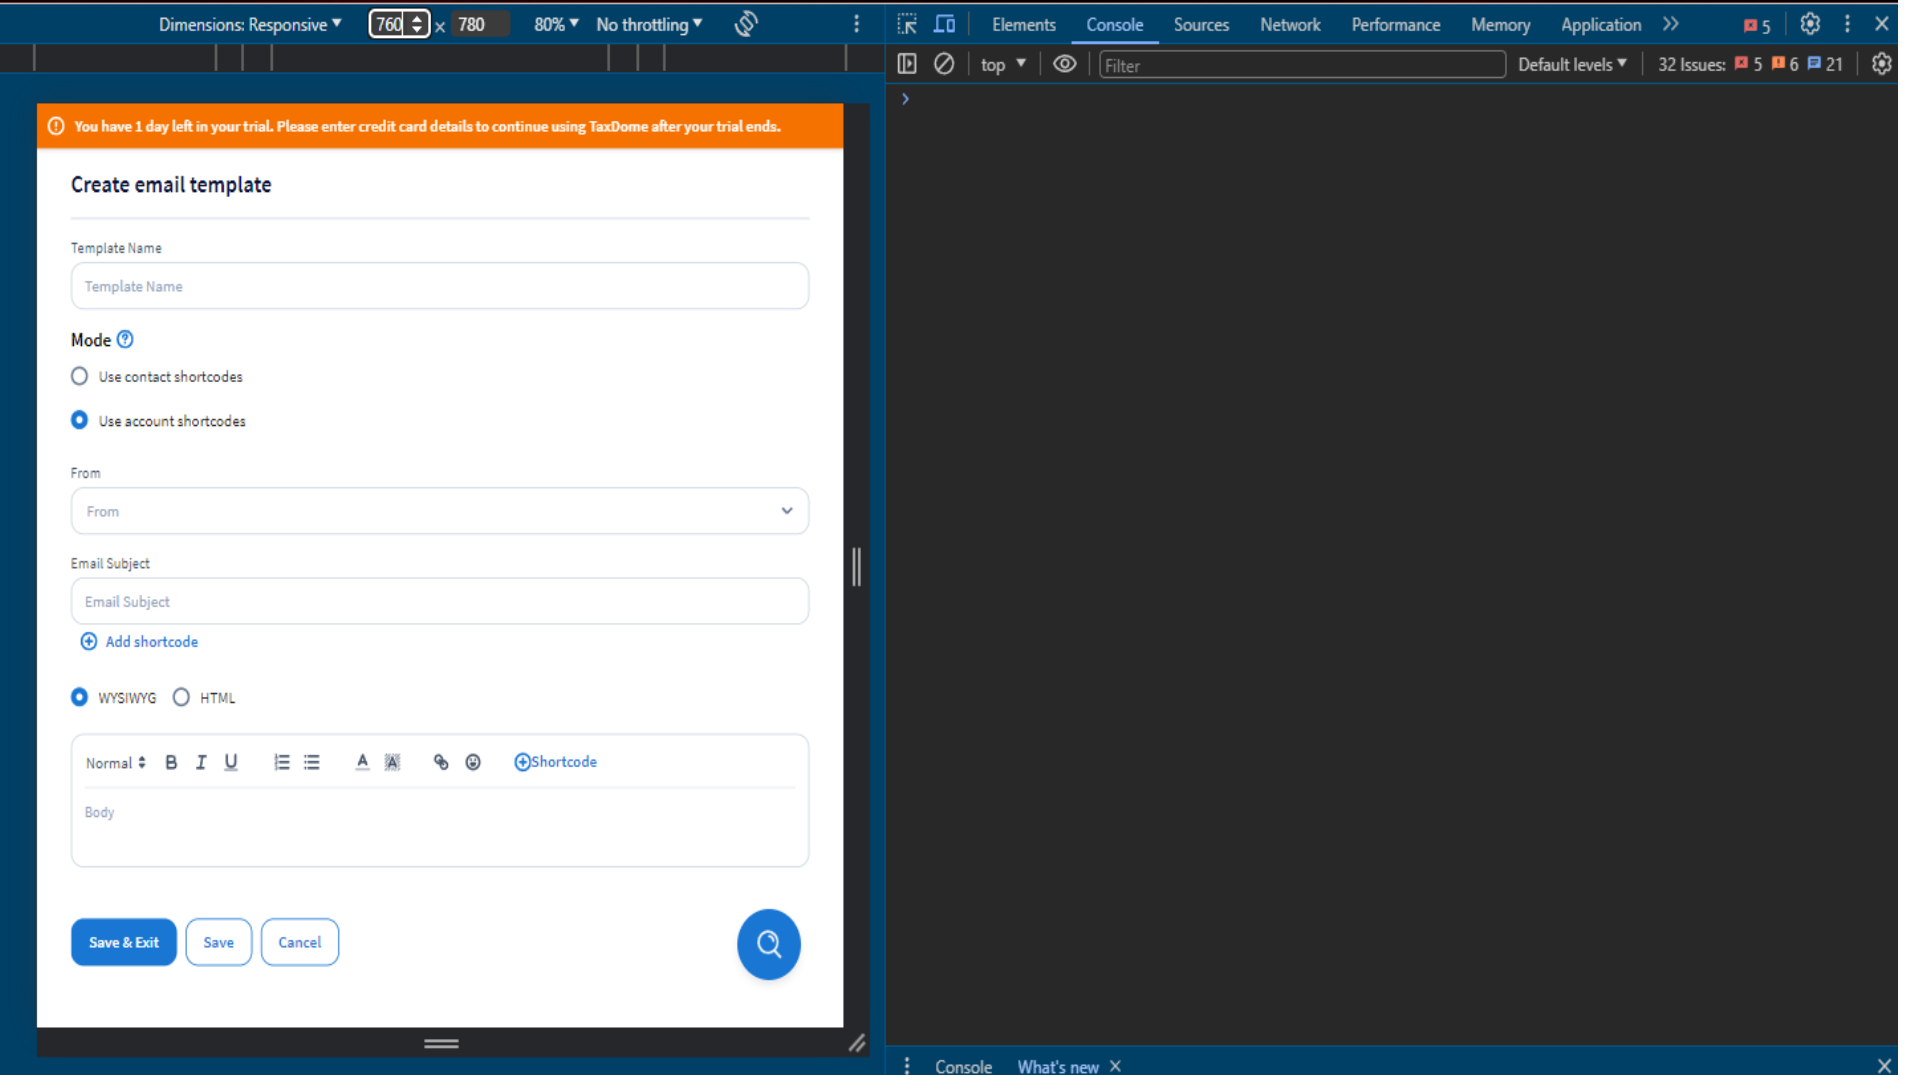 Dimensions: Responsive 760 × 780 80% No throttling
Elements Console Sources Network Performance Memory Application 5
top Filter Default levels 32 Issues: 5 6 21
You have 1 day left in your trial. Please enter credit card details to continue using TaxDome after your trial ends.
Create email template
Template Name
Template Name
Mode
Use contact shortcodes
Use account shortcodes
From
From
Email Subject
Email Subject
Add shortcode
WYSIWYG HTML
Normal B I U A A Shortcode
Body
Save & Exit Save Cancel
Console What's new